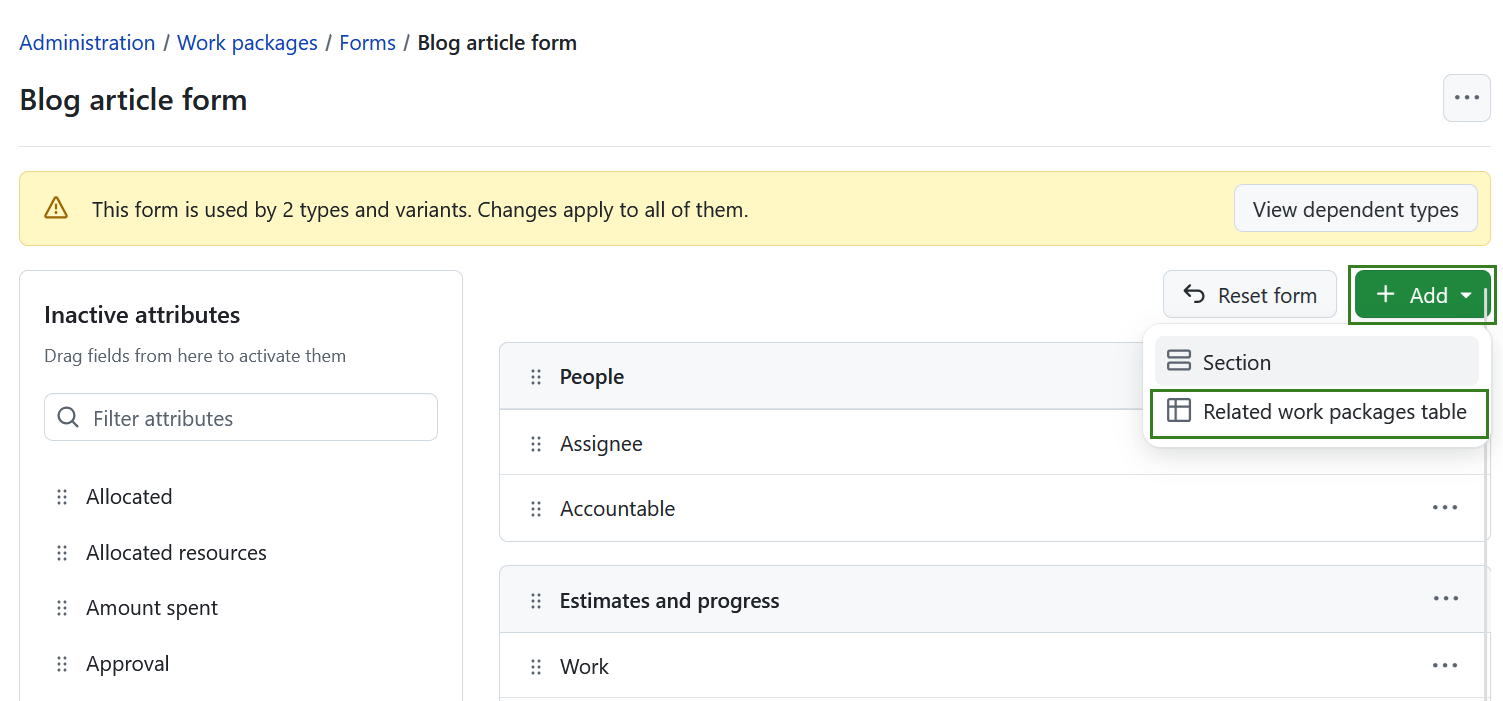 Administration / Work packages / Forms / Blog article form
Blog article form
This form is used by 2 types and variants. Changes apply to all of them.
View dependent types
Inactive attributes
Drag fields from here to activate them
Filter attributes
Allocated
Allocated resources
Amount spent
Approval
Reset form
Add
Section
Related work packages table
People
Assignee
Accountable
Estimates and progress
Work